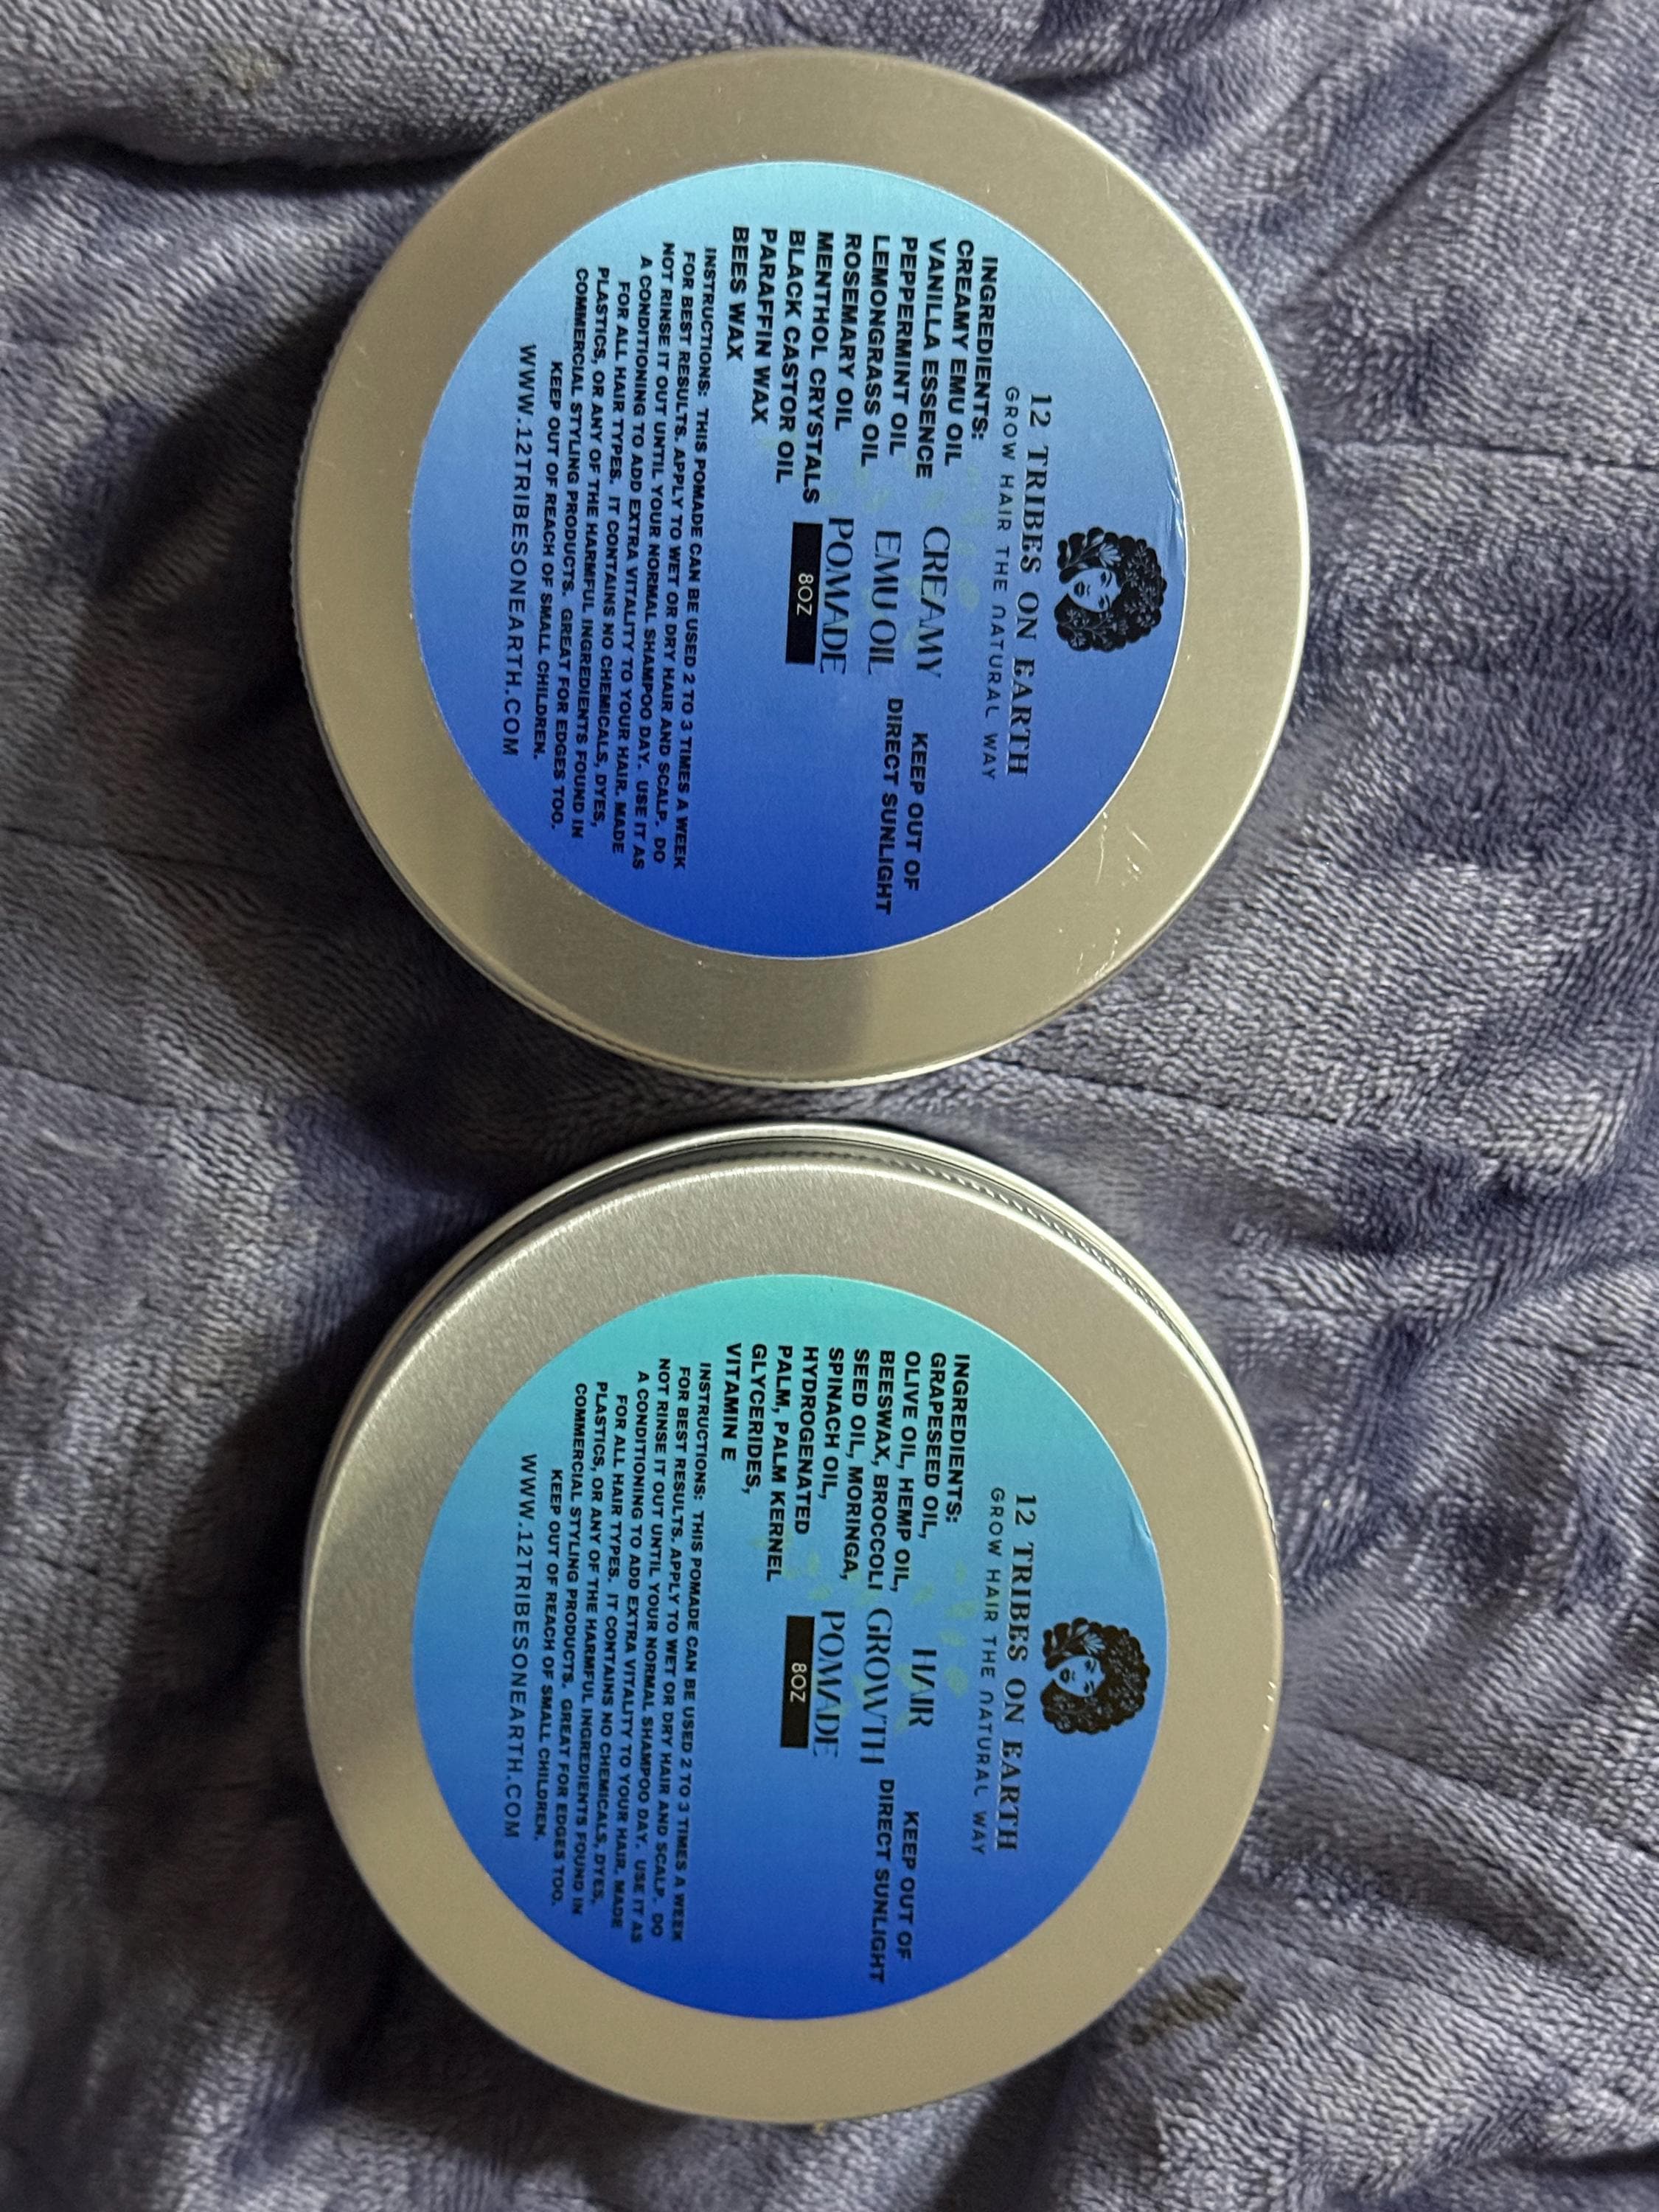 12 TRIBES ON EARTH
GROW HAIR THE NATURAL WAY
INGREDIENTS:
CREAMY EMU OIL
VANILLA ESSENCE
PEPPERMINT OIL
LEMONGRASS OIL
ROSEMARY OIL
MENTHOL CRYSTALS
BLACK CASTOR OIL
PARAFFIN WAX
BEES WAX
CREAMY
EMU OIL
POMADE
8OZ
KEEP OUT OF
DIRECT SUNLIGHT
INSTRUCTIONS: THIS POMADE CAN BE USED 2 TO 3 TIMES A WEEK
FOR BEST RESULTS. APPLY TO WET OR DRY HAIR AND SCALP. DO
NOT RINSE IT OUT UNTIL YOUR NORMAL SHAMPOO DAY. USE IT AS
A CONDITIONING TO ADD EXTRA VITALITY TO YOUR HAIR. MADE
FOR ALL HAIR TYPES. IT CONTAINS NO CHEMICALS, DYES,
PLASTICS, OR ANY OF THE HARMFUL INGREDIENTS FOUND IN
COMMERCIAL STYLING PRODUCTS. GREAT FOR EDGES TOO.
KEEP OUT OF REACH OF SMALL CHILDREN.
WWW.12TRIBESONEARTH.COM
12 TRIBES ON EARTH
GROW HAIR THE NATURAL WAY
INGREDIENTS:
GRAPESEED OIL,
OLIVE OIL, HEMP OIL,
BEESWAX, BROCCOLI
SEED OIL, MORINGA,
SPINACH OIL,
HYDROGENATED
PALM, PALM KERNEL
GLYCERIDES,
VITAMIN E
HAIR
GROWTH
POMADE
8OZ
KEEP OUT OF
DIRECT SUNLIGHT
INSTRUCTIONS: THIS POMADE CAN BE USED 2 TO 3 TIMES A WEEK
FOR BEST RESULTS. APPLY TO WET OR DRY HAIR AND SCALP. DO
NOT RINSE IT OUT UNTIL YOUR NORMAL SHAMPOO DAY. USE IT AS
A CONDITIONING TO ADD EXTRA VITALITY TO YOUR HAIR. MADE
FOR ALL HAIR TYPES. IT CONTAINS NO CHEMICALS, DYES,
PLASTICS, OR ANY OF THE HARMFUL INGREDIENTS FOUND IN
COMMERCIAL STYLING PRODUCTS. GREAT FOR EDGES TOO.
KEEP OUT OF REACH OF SMALL CHILDREN.
WWW.12TRIBESONEARTH.COM